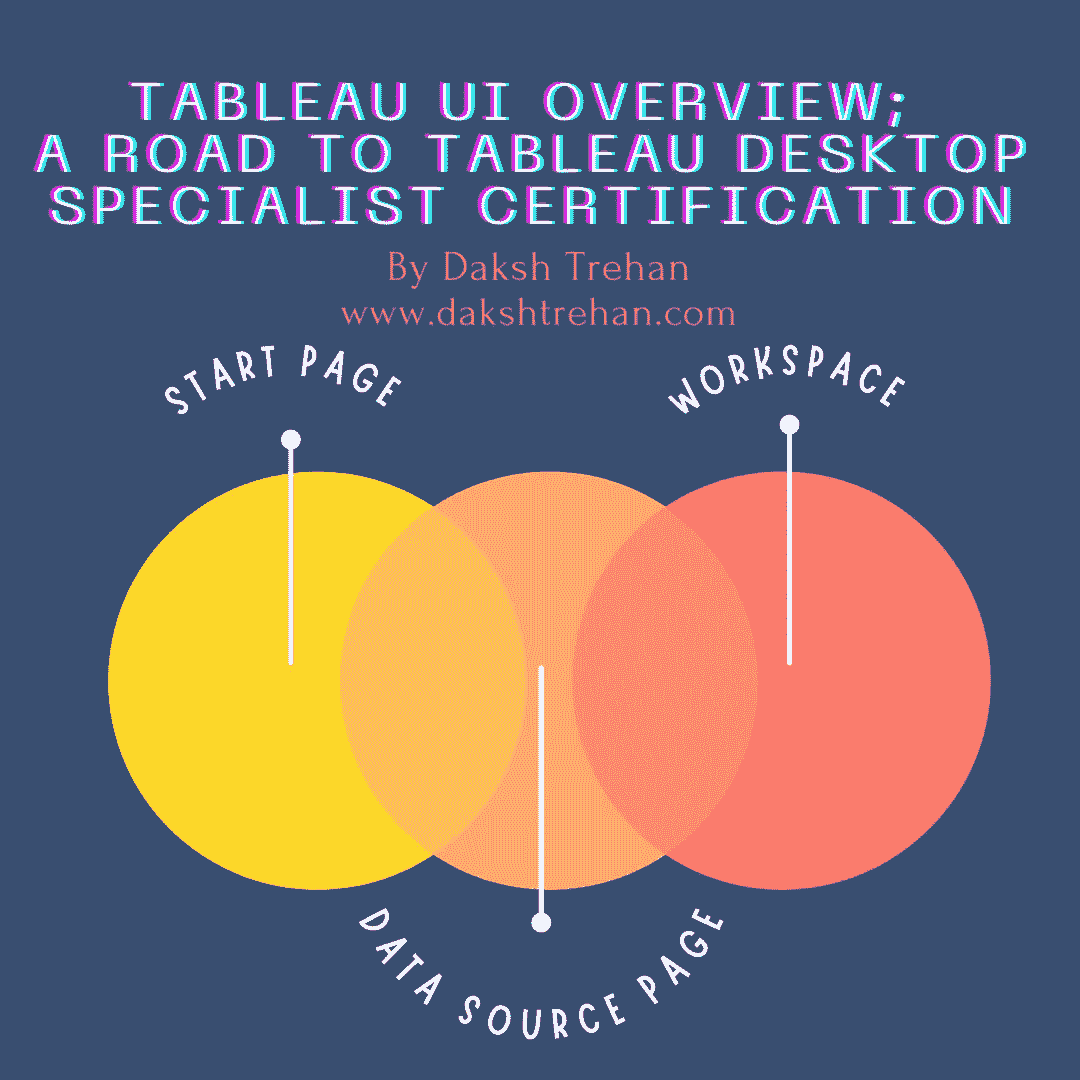 TABLEAU UI OVERVIEW;
A ROAD TO TABLEAU DESKTOP
SPECIALIST CERTIFICATION
By Daksh Trehan
www.dakshtrehan.com
START PAGE
WORKSPACE
DATA SOURCE PAGE